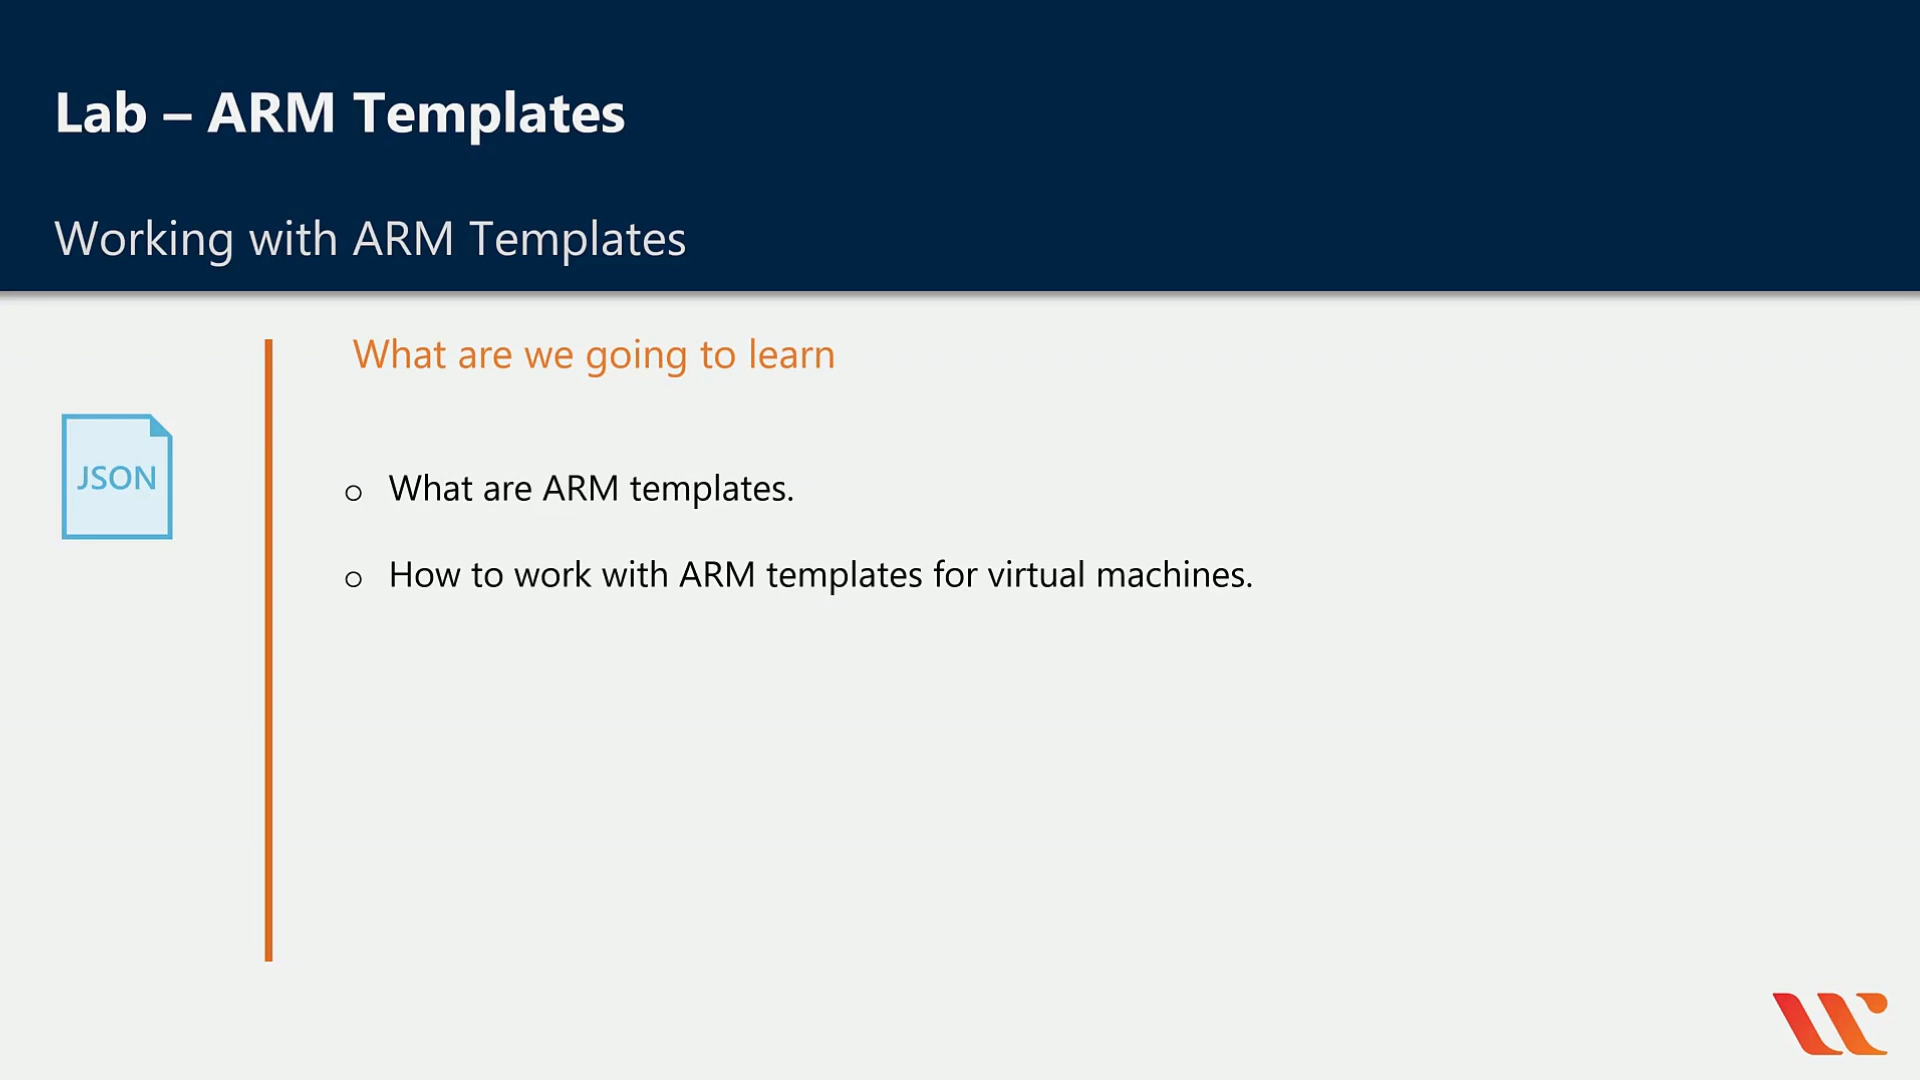 Lab – ARM Templates
Working with ARM Templates
What are we going to learn
JSON
o What are ARM templates.
o How to work with ARM templates for virtual machines.